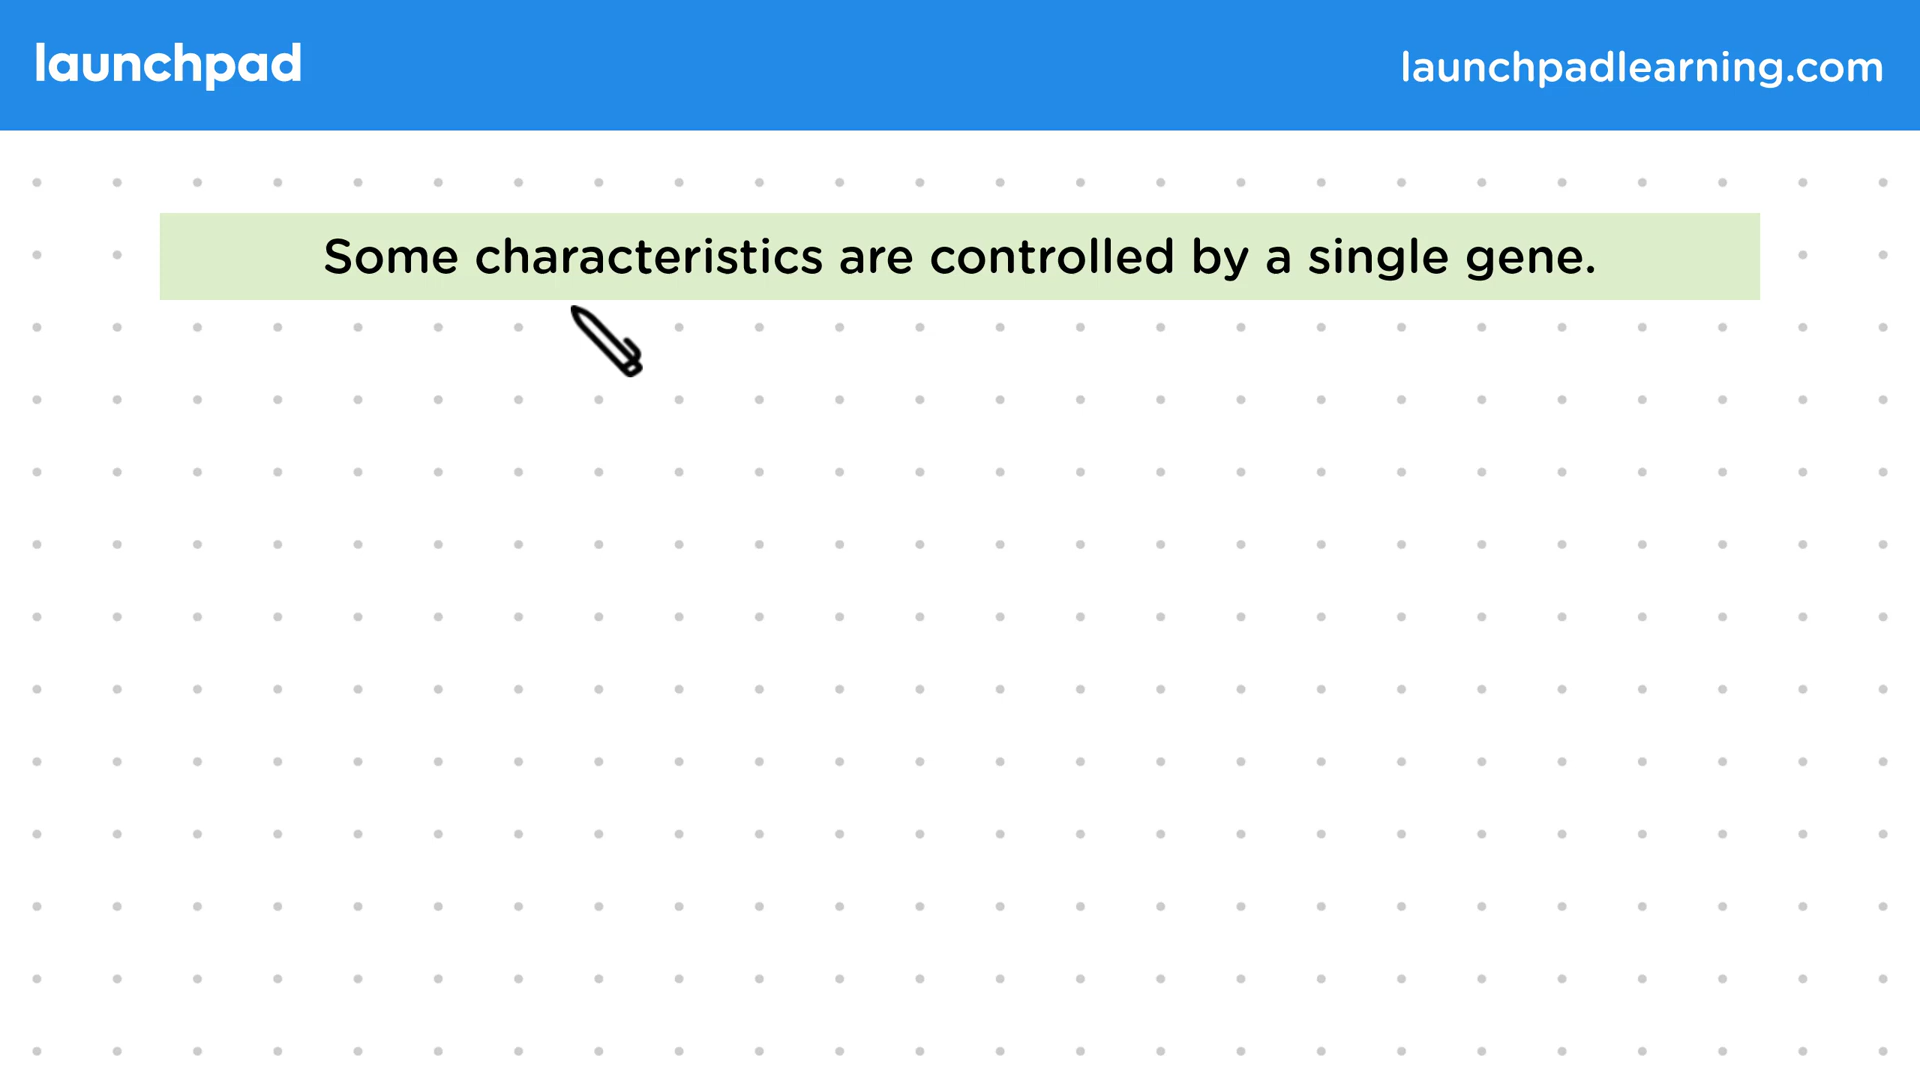 launchpad
launchpadlearning.com
Some characteristics are controlled by a single gene.